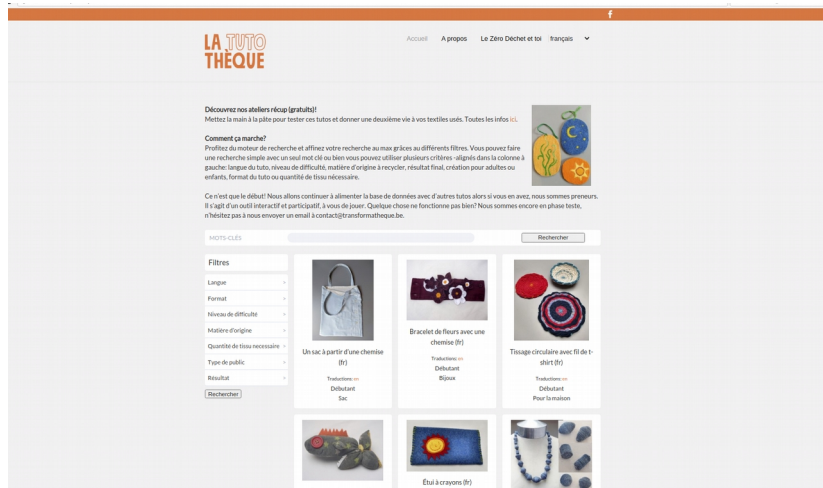 LA TUTO
THÈQUE
Accueil A propos Le Zéro Déchet et toi français
Découvrez nos ateliers récup (gratuits)!
Mettez la main à la pâte pour tester ces tutos et donner une deuxième vie à vos textiles usés. Toutes les infos ici.
Comment ça marche?
Profitez du moteur de recherche et affinez votre recherche au max grâces au différents filtres. Vous pouvez faire
une recherche simple avec un seul mot clé ou bien vous pouvez utiliser plusieurs critères -alignés dans la colonne à
gauche: langue du tuto, niveau de difficulté, matière d'origine à recycler, résultat final, création pour adultes ou
enfants, format du tuto ou quantité de tissu nécessaire.
Ce n'est que le début! Nous allons continuer à alimenter la base de données avec d'autres tutos alors si vous en avez, nous sommes preneurs.
Il s'agit d'un outil interactif et participatif, à vous de jouer. Quelque chose ne fonctionne pas bien? Nous sommes encore en phase teste,
n'hésitez pas à nous envoyer un email à contact@transformatheque.be.
MOTS-CLÉS Rechercher
Filtres
Langue
Format
Niveau de difficulté
Matière d'origine
Quantité de tissu necessaire
Type de public
Résultat
Rechercher
Un sac à partir d'une chemise
(fr)
Traductions: en
Débutant
Sac
Bracelet de fleurs avec une
chemise (fr)
Traductions: en
Débutant
Bijoux
Tissage circulaire avec fil de t-
shirt (fr)
Traductions: en
Débutant
Pour la maison
Étui à crayons (fr)